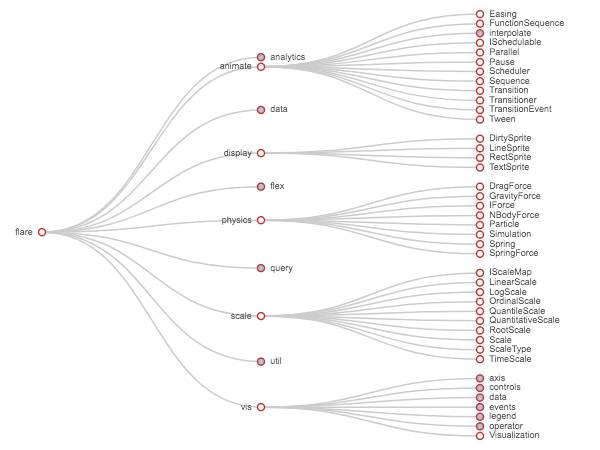 flare
analytics
animate
data
display
flex
physics
query
scale
util
vis
Easing
FunctionSequence
interpolate
ISchedulable
Parallel
Pause
Scheduler
Sequence
Transition
Transitioner
TransitionEvent
Tween
DirtySprite
LineSprite
RectSprite
TextSprite
DragForce
GravityForce
IForce
NBodyForce
Particle
Simulation
Spring
SpringForce
IScaleMap
LinearScale
LogScale
OrdinalScale
QuantileScale
QuantitativeScale
RootScale
Scale
ScaleType
TimeScale
axis
controls
data
events
legend
operator
Visualization